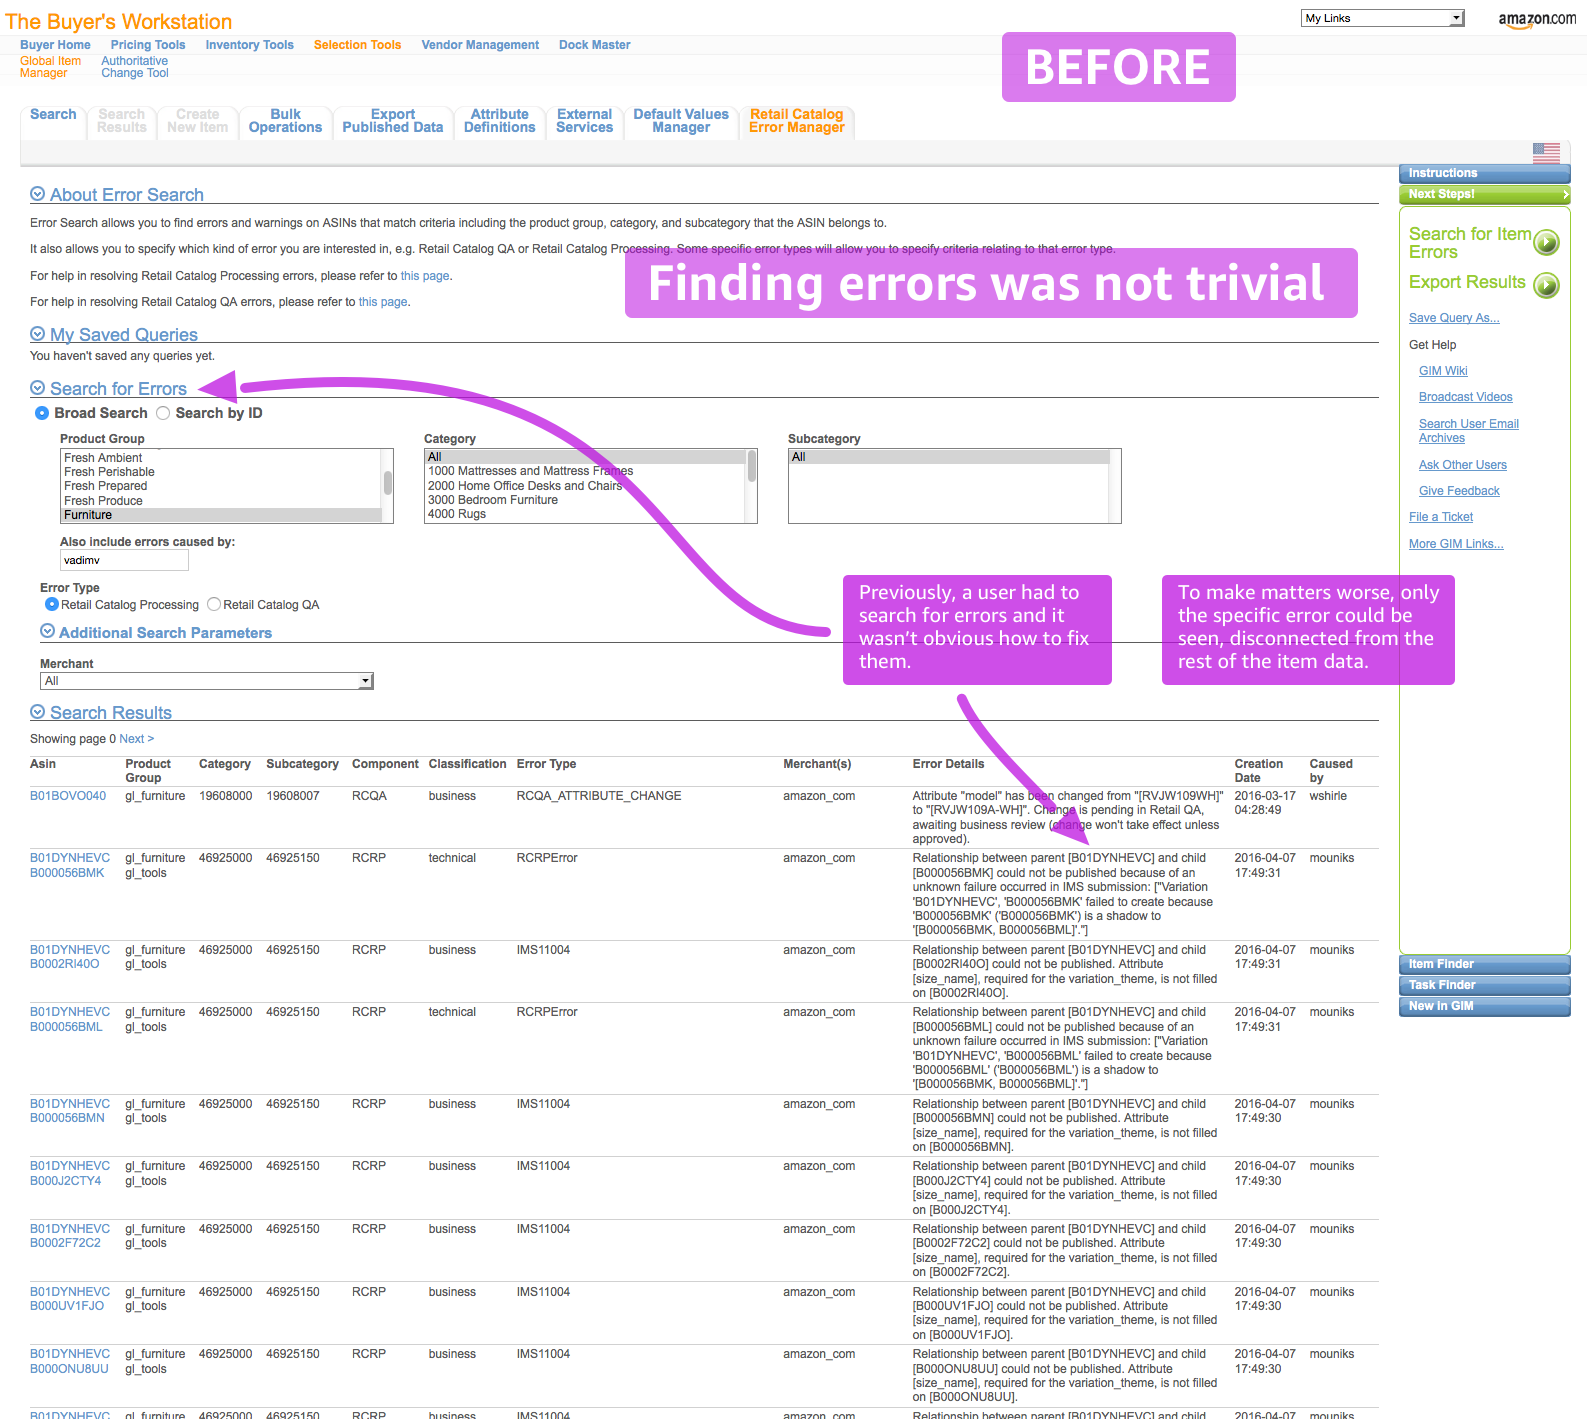 The Buyer's Workstation
My Links
amazon.com
Buyer Home Pricing Tools Inventory Tools Selection Tools Vendor Management Dock Master
Global Item Manager
Authoritative Change Tool
BEFORE
Search
Search Results
Create New Item
Bulk Operations
Export Published Data
Attribute Definitions
External Services
Default Values Manager
Retail Catalog Error Manager
About Error Search
Error Search allows you to find errors and warnings on ASINs that match criteria including the product group, category, and subcategory that the ASIN belongs to.
It also allows you to specify which kind of error you are interested in, e.g. Retail Catalog QA or Retail Catalog Processing. Some specific error types will allow you to specify criteria relating to that error type.
For help in resolving Retail Catalog Processing errors, please refer to this page.
For help in resolving Retail Catalog QA errors, please refer to this page.
Finding errors was not trivial
My Saved Queries
You haven't saved any queries yet.
Search for Errors
Broad Search Search by ID
Product Group
Fresh Ambient
Fresh Perishable
Fresh Prepared
Fresh Produce
Furniture
Category
All
1000 Mattresses and Mattress Frames
2000 Home Office Desks and Chairs
3000 Bedroom Furniture
4000 Rugs
Subcategory
All
Also include errors caused by:
vadimv
Error Type
Retail Catalog Processing Retail Catalog QA
Additional Search Parameters
Merchant
All
Previously, a user had to
search for errors and it
wasn't obvious how to fix
them.
To make matters worse, only
the specific error could be
seen, disconnected from the
rest of the item data.
Instructions
Next Steps!
Search for Item
Errors
Export Results
Save Query As...
Get Help
GIM Wiki
Broadcast Videos
Search User Email
Archives
Ask Other Users
Give Feedback
File a Ticket
More GIM Links...
Item Finder
Task Finder
New in GIM
Search Results
Showing page 0 Next >
Asin Product Group Category Subcategory Component Classification Error Type Merchant(s) Error Details Creation Date Caused by
B01BOVO040 gl_furniture 19608000 19608007 RCQA business RCQA_ATTRIBUTE_CHANGE amazon_com Attribute "model" has been changed from "[RVJW109WH]" 2016-03-17 wshirle
to "[RVJW109A-WH]". Change is pending in Retail QA, 04:28:49
awaiting business review (change won't take effect unless
approved).
B01DYNHEVC gl_furniture 46925000 46925150 RCRP technical RCRPError amazon_com Relationship between parent [B01DYNHEVC] and child 2016-04-07 mouniks
B000056BMK gl_tools [B000056BMK] could not be published because of an 17:49:31
unknown failure occurred in IMS submission: ["Variation
'B01DYNHEVC', 'B000056BMK' failed to create because
'B000056BMK' ('B000056BMK') is a shadow to
'[B000056BMK, B000056BML]'."]
B01DYNHEVC gl_furniture 46925000 46925150 RCRP business IMS11004 amazon_com Relationship between parent [B01DYNHEVC] and child 2016-04-07 mouniks
B0002RI40O gl_tools [B0002RI40O] could not be published. Attribute 17:49:31
[size_name], required for the variation_theme, is not filled
on [B0002RI40O].
B01DYNHEVC gl_furniture 46925000 46925150 RCRP technical RCRPError amazon_com Relationship between parent [B01DYNHEVC] and child 2016-04-07 mouniks
B000056BML gl_tools [B000056BML] could not be published because of an 17:49:31
unknown failure occurred in IMS submission: ["Variation
'B01DYNHEVC', 'B000056BML' failed to create because
'B000056BML' ('B000056BML') is a shadow to
'[B000056BMK, B000056BML]'."]
B01DYNHEVC gl_furniture 46925000 46925150 RCRP business IMS11004 amazon_com Relationship between parent [B01DYNHEVC] and child 2016-04-07 mouniks
B000056BMN gl_tools [B000056BMN] could not be published. Attribute 17:49:30
[size_name], required for the variation_theme, is not filled
on [B000056BMN].
B01DYNHEVC gl_furniture 46925000 46925150 RCRP business IMS11004 amazon_com Relationship between parent [B01DYNHEVC] and child 2016-04-07 mouniks
B000J2CTY4 gl_tools [B000J2CTY4] could not be published. Attribute 17:49:30
[size_name], required for the variation_theme, is not filled
on [B000J2CTY4].
B01DYNHEVC gl_furniture 46925000 46925150 RCRP business IMS11004 amazon_com Relationship between parent [B01DYNHEVC] and child 2016-04-07 mouniks
B0002F72C2 gl_tools [B0002F72C2] could not be published. Attribute 17:49:30
[size_name], required for the variation_theme, is not filled
on [B0002F72C2].
B01DYNHEVC gl_furniture 46925000 46925150 RCRP business IMS11004 amazon_com Relationship between parent [B01DYNHEVC] and child 2016-04-07 mouniks
B000UV1FJO gl_tools [B000UV1FJO] could not be published. Attribute 17:49:30
[size_name], required for the variation_theme, is not filled
on [B000UV1FJO].
B01DYNHEVC gl_furniture 46925000 46925150 RCRP business IMS11004 amazon_com Relationship between parent [B01DYNHEVC] and child 2016-04-07 mouniks
B000ONU8UU gl_tools [B000ONU8UU] could not be published. Attribute 17:49:30
[size_name], required for the variation_theme, is not filled
on [B000ONU8UU].
B01DYNHEVC gl_furniture 46925000 46925150 RCRP business IMS11004 amazon_com Relationship between parent [B01DYNHEVC] and child 2016-04-07 mouniks